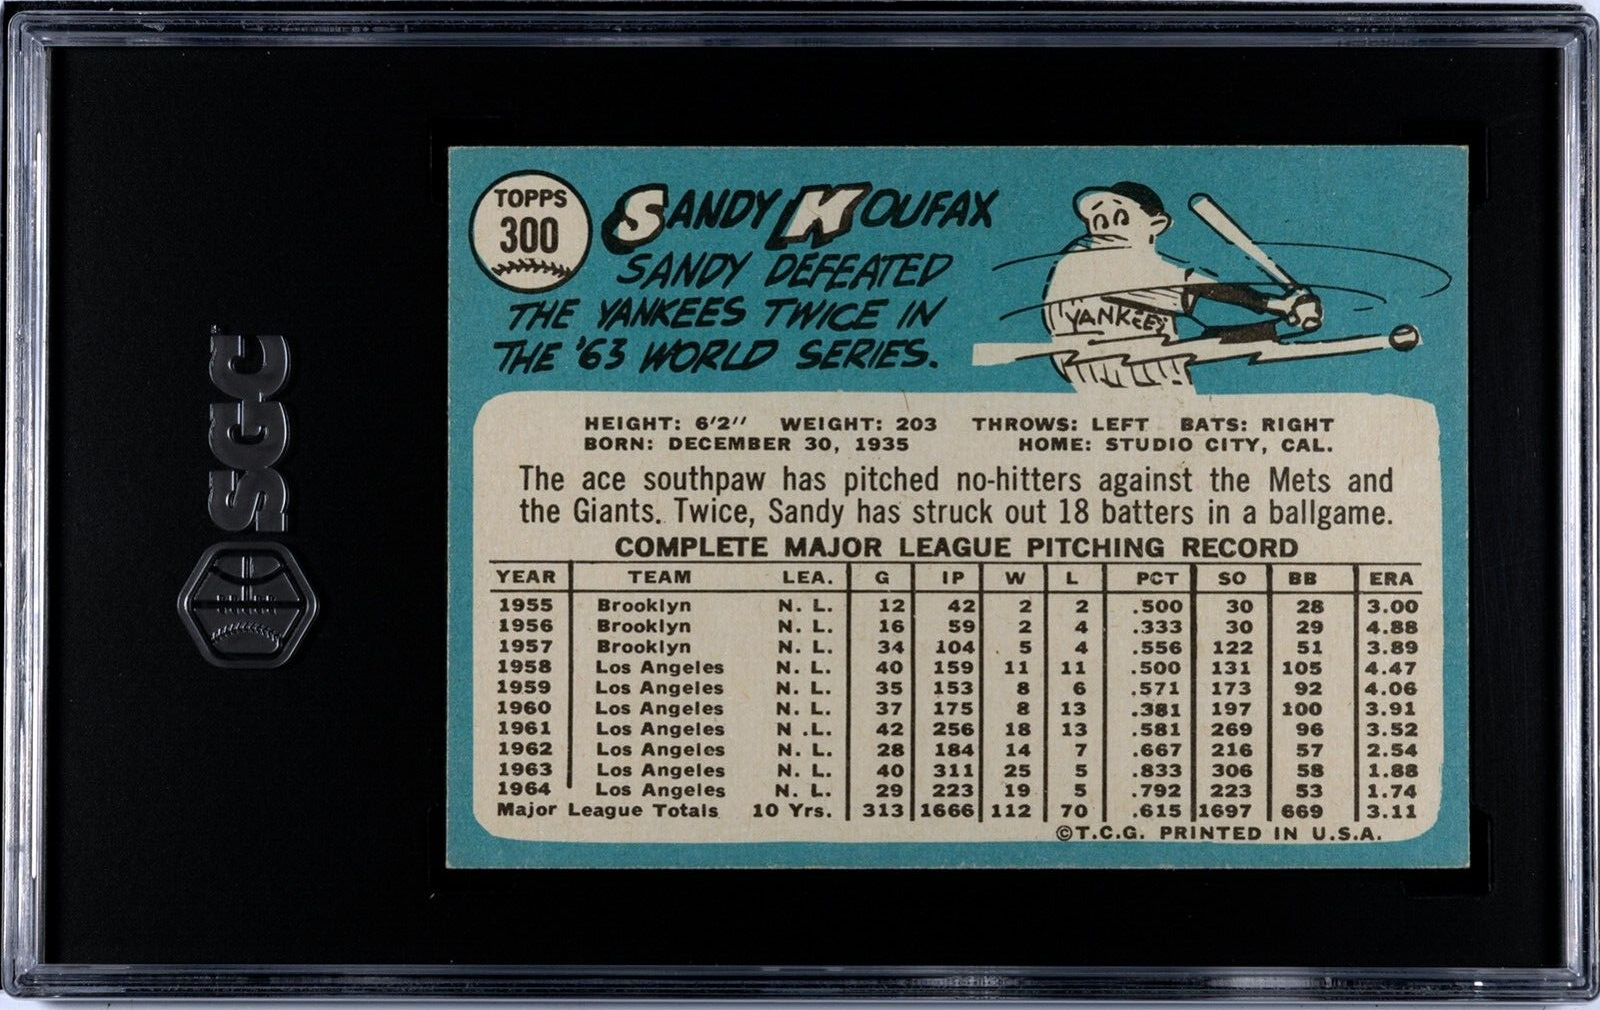 TOPPS
300
SANDY KOUFAX
SANDY DEFEATED
THE YANKEES TWICE IN
THE '63 WORLD SERIES.
YANKEES
SGC
HEIGHT: 6'2" WEIGHT: 203 THROWS: LEFT BATS: RIGHT
BORN: DECEMBER 30, 1935 HOME: STUDIO CITY, CAL.
The ace southpaw has pitched no-hitters against the Mets and
the Giants. Twice, Sandy has struck out 18 batters in a ballgame.
COMPLETE MAJOR LEAGUE PITCHING RECORD
YEAR TEAM LEA. G IP W L PCT SO BB ERA
1955 Brooklyn N. L. 12 42 2 2 .500 30 28 3.00
1956 Brooklyn N. L. 16 59 2 4 .333 30 29 4.88
1957 Brooklyn N. L. 34 104 5 4 .556 122 51 3.89
1958 Los Angeles N. L. 40 159 11 11 .500 131 105 4.47
1959 Los Angeles N. L. 35 153 8 6 .571 173 92 4.06
1960 Los Angeles N. L. 37 175 8 13 .381 197 100 3.91
1961 Los Angeles N .L. 42 256 18 13 .581 269 96 3.52
1962 Los Angeles N. L. 28 184 14 7 .667 216 57 2.54
1963 Los Angeles N. L. 40 311 25 5 .833 306 58 1.88
1964 Los Angeles N. L. 29 223 19 5 .792 223 53 1.74
Major League Totals 10 Yrs. 313 1666 112 70 .615 1697 669 3.11
©T.C.G. PRINTED IN U.S.A.